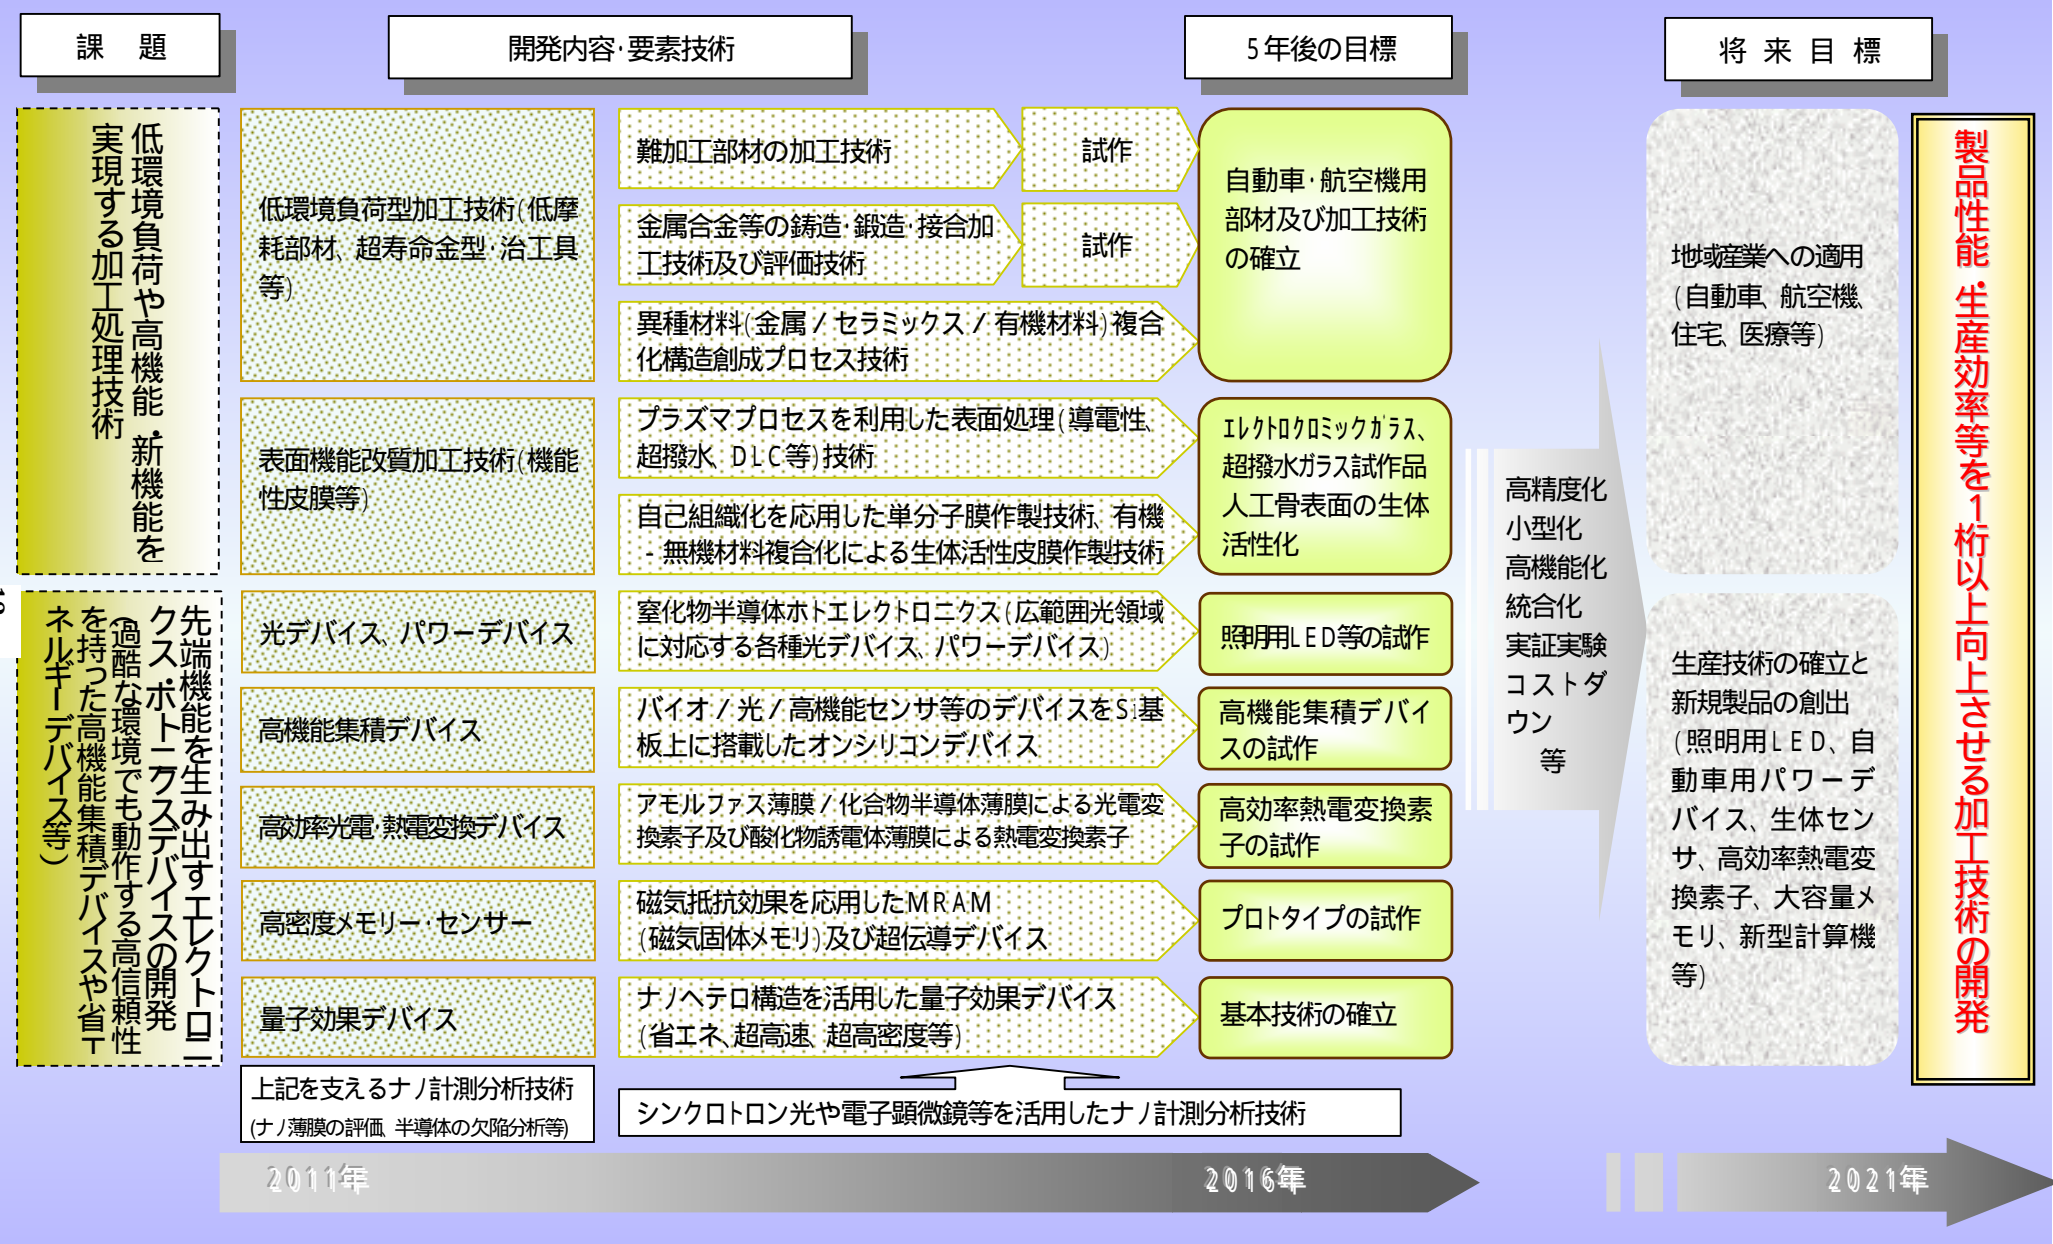 課 題
開発内容・要素技術
5年後の目標
将来目標
低環境負荷や高機能・新機能を
実現する加工処理技術
低環境負荷型加工技術(低摩
耗部材、超寿命金型・治工具
等)
難加工部材の加工技術
試作
金属合金等の鋳造・鍛造・接合加
工技術及び評価技術
試作
異種材料(金属/セラミックス/有機材料)複合
化構造創成プロセス技術
自動車・航空機用
部材及び加工技術
の確立
表面機能改質加工技術(機能
性皮膜等)
プラズマプロセスを利用した表面処理(導電性、
超撥水、DLC等)技術
自己組織化を応用した単分子膜作製技術、有機
-無機材料複合化による生体活性皮膜作製技術
エレクトロクロミックガラス、
超撥水ガラス試作品
人工骨表面の生体
活性化
先端機能を生み出すエレクトロニ
クス・ホトニクスデバイスの開発
(過酷な環境でも動作する高信頼性
を持った高機能集積デバイスや省エ
ネルギーデバイス等)
光デバイス、パワーデバイス
窒化物半導体ホトエレクトロニクス(広範囲光領域
に対応する各種光デバイス、パワーデバイス)
照明用LED等の試作
高機能集積デバイス
バイオ/光/高機能センサ等のデバイスをSi基
板上に搭載したオンシリコンデバイス
高機能集積デバイ
スの試作
高効率光電・熱電変換デバイス
アモルファス薄膜/化合物半導体薄膜による光電変
換素子及び酸化物誘電体薄膜による熱電変換素子
高効率熱電変換素
子の試作
高密度メモリー・センサー
磁気抵抗効果を応用したMRAM
(磁気固体メモリ)及び超伝導デバイス
プロトタイプの試作
量子効果デバイス
ナノヘテロ構造を活用した量子効果デバイス
(省エネ、超高速、超高密度等)
基本技術の確立
上記を支えるナノ計測分析技術
(ナノ薄膜の評価、半導体の欠陥分析等)
シンクロトロン光や電子顕微鏡等を活用したナノ計測分析技術
高精度化
小型化
高機能化
統合化
実証実験
コストダ
ウン
等
地域産業への適用
(自動車、航空機、
住宅、医療等)
生産技術の確立と
新規製品の創出
(照明用LED、自
動車用パワーデ
バイス、生体セン
サ、高効率熱電変
換素子、大容量メ
モリ、新型計算機
等)
製品性能・生産効率等を1桁以上向上させる加工技術の開発
2011年
2016年
2021年